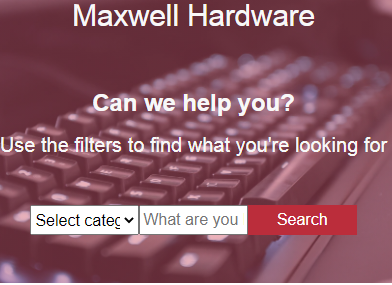 Maxwell Hardware
Can we help you?
Use the filters to find what you're looking for
Select categ What are you Search